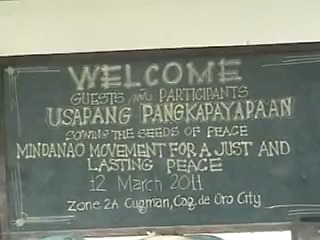 WELCOME
GUESTS AND PARTICIPANTS
USAPANG PANGKAPAYAPAAN
SOWING THE SEEDS OF PEACE
MINDANAO MOVEMENT FOR A JUST AND
LASTING PEACE
12 March 2011
Zone 2A Cugman, Cag. de Oro City